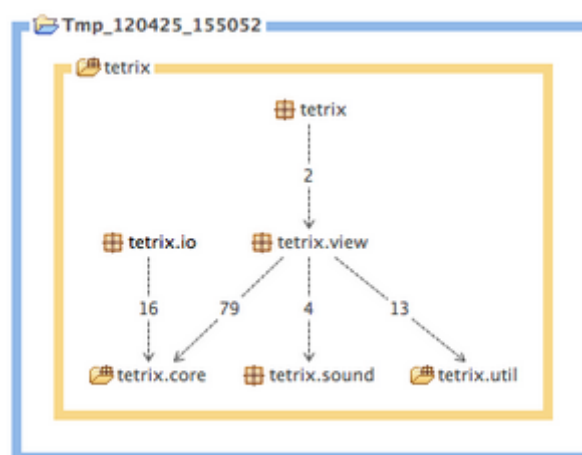 Tmp_120425_155052
tetrix
tetrix
2
tetrix.io tetrix.view
16 79 4 13
tetrix.core tetrix.sound tetrix.util